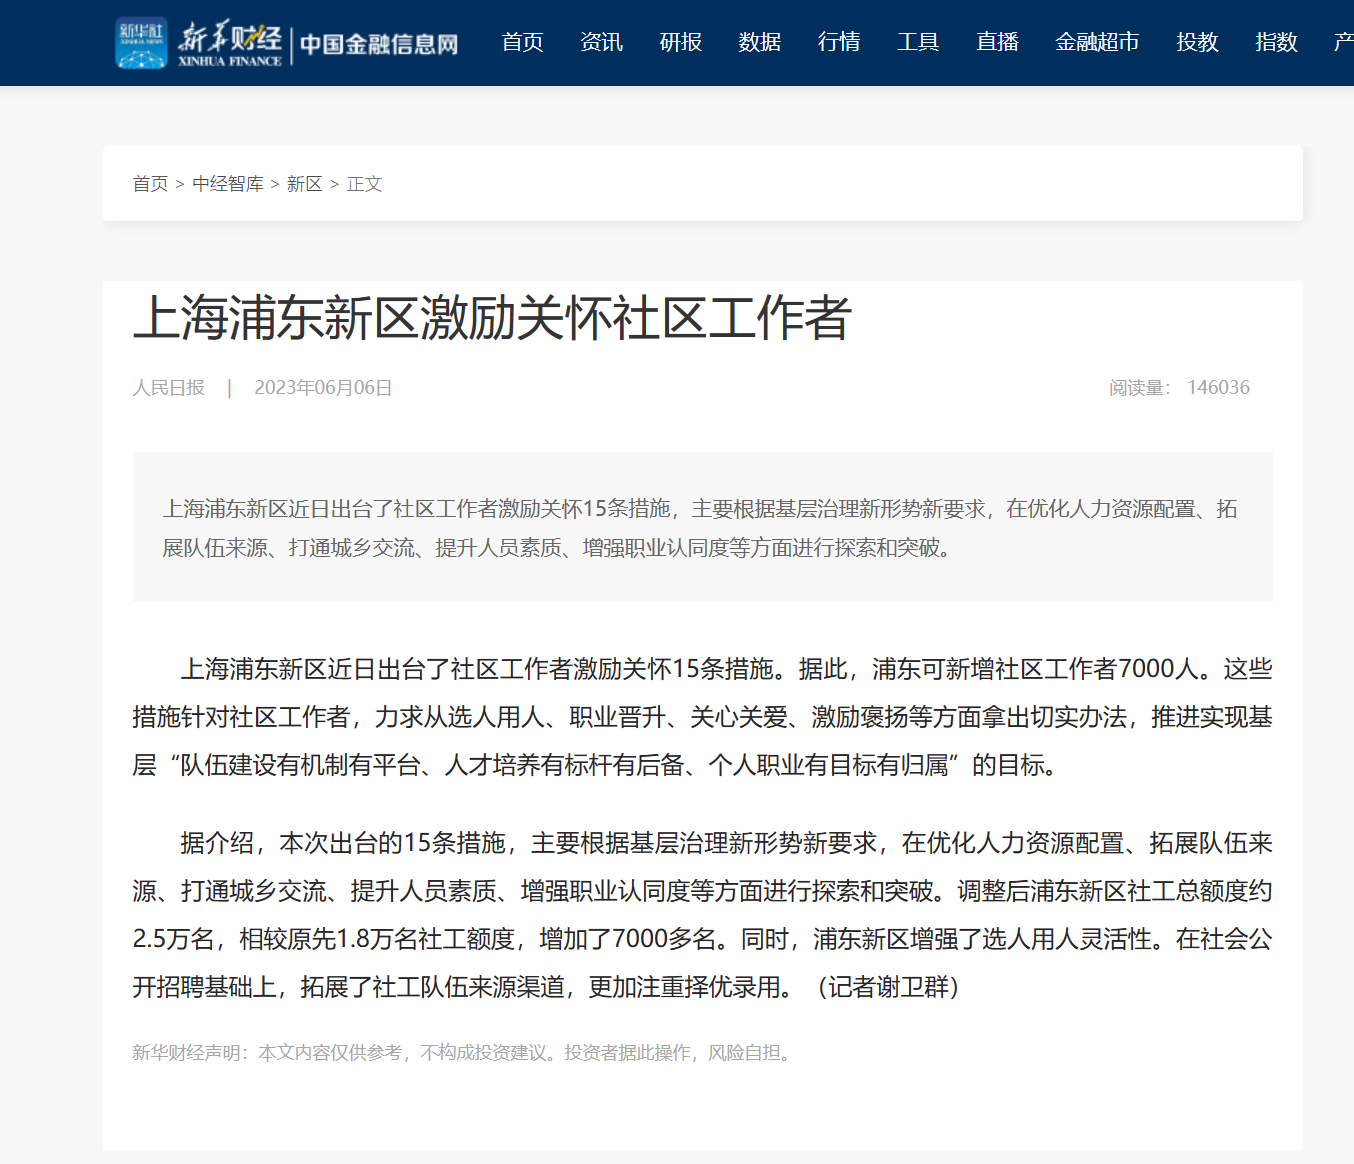 新华社
XINHUA NEWS
新华财经
XINHUA FINANCE
中国金融信息网
首页 资讯 研报 数据 行情 工具 直播 金融超市 投教 指数
首页 > 中经智库 > 新区 > 正文
上海浦东新区激励关怀社区工作者
人民日报 | 2023年06月06日 阅读量： 146036
上海浦东新区近日出台了社区工作者激励关怀15条措施，主要根据基层治理新形势新要求，在优化人力资源配置、拓
展队伍来源、打通城乡交流、提升人员素质、增强职业认同度等方面进行探索和突破。
上海浦东新区近日出台了社区工作者激励关怀15条措施。据此，浦东可新增社区工作者7000人。这些
措施针对社区工作者，力求从选人用人、职业晋升、关心关爱、激励褒扬等方面拿出切实办法，推进实现基
层“队伍建设有机制有平台、人才培养有标杆有后备、个人职业有目标有归属”的目标。
据介绍，本次出台的15条措施，主要根据基层治理新形势新要求，在优化人力资源配置、拓展队伍来
源、打通城乡交流、提升人员素质、增强职业认同度等方面进行探索和突破。调整后浦东新区社工总额度约
2.5万名，相较原先1.8万名社工额度，增加了7000多名。同时，浦东新区增强了选人用人灵活性。在社会公
开招聘基础上，拓展了社工队伍来源渠道，更加注重择优录用。（记者谢卫群）
新华财经声明：本文内容仅供参考，不构成投资建议。投资者据此操作，风险自担。